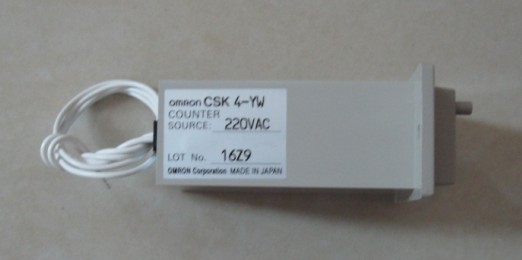 OMRON CSK 4-YW
COUNTER
SOURCE: 220VAC
LOT No. 16Z9
OMRON Corporation MADE IN JAPAN